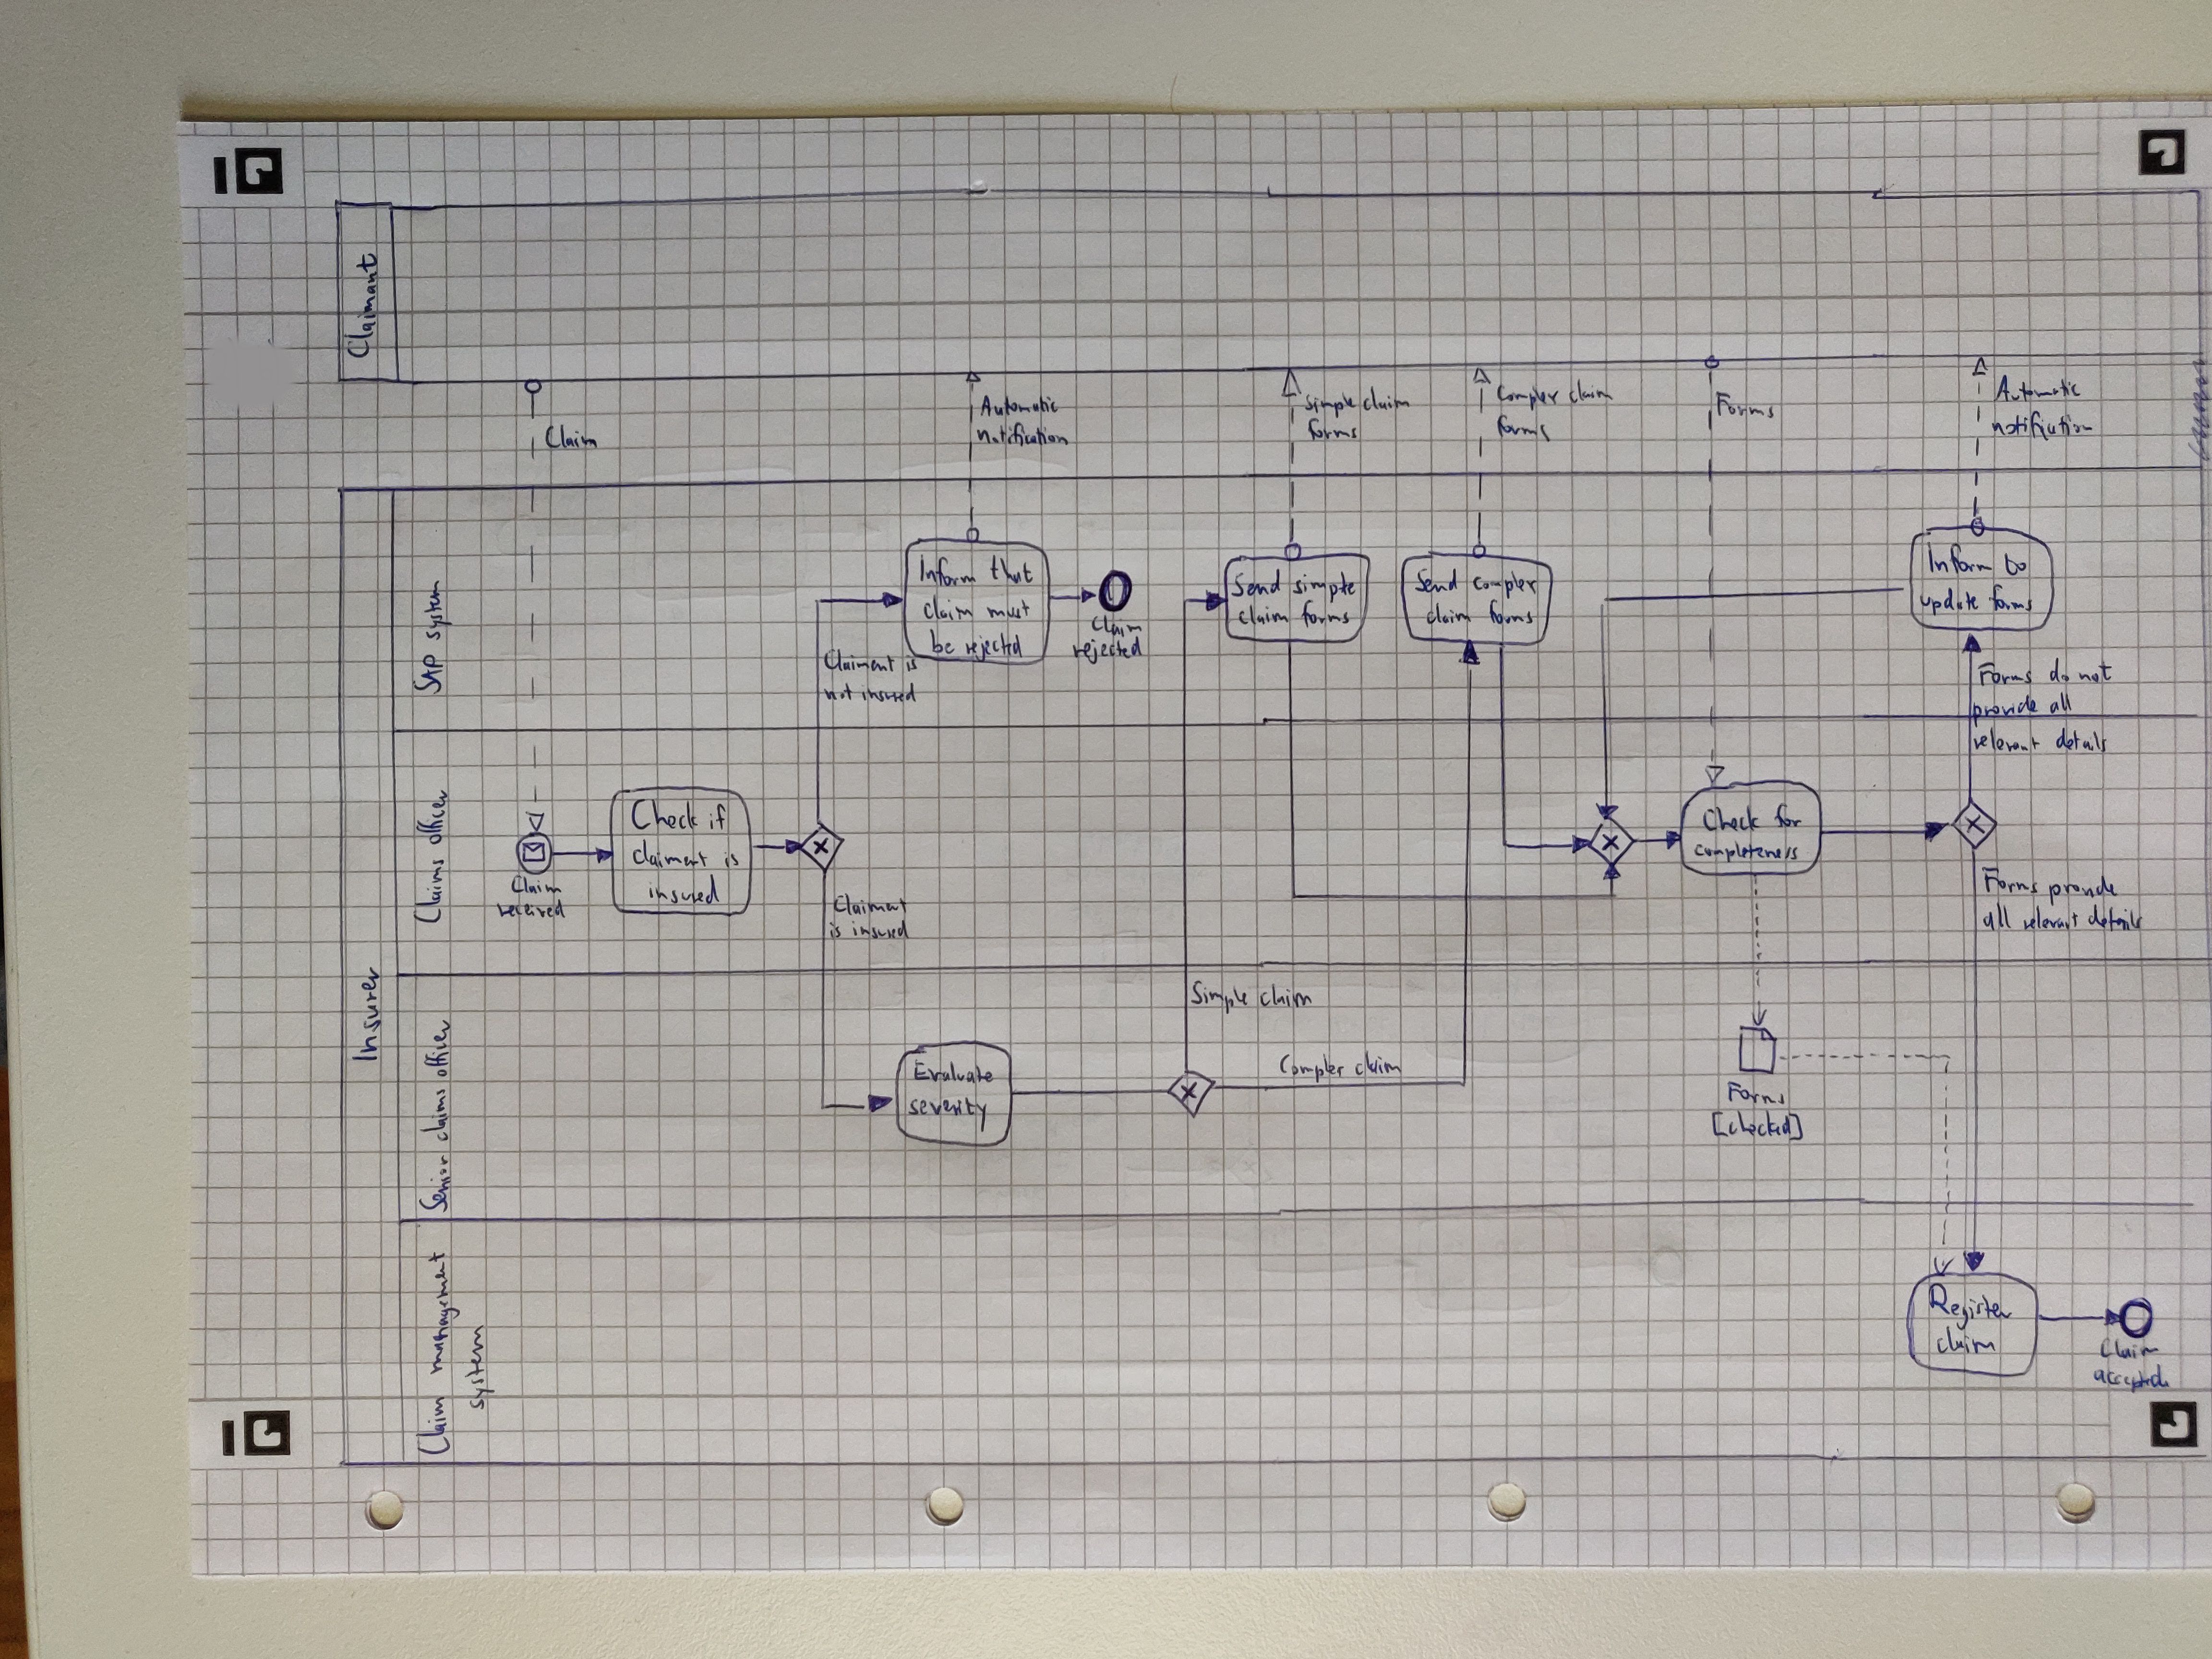 Claimant
Claim
Automatic
notification
Simple claim
forms
Complex claim
forms
Forms
Automatic
notification
Insurer
SAP system
Inform that
claim must
be rejected
Claim
rejected
Send simple
claim forms
Send complex
claim forms
Inform to
update forms
Claiment is
not insured
Forms do not
provide all
relevant details
Claims officer
Claim
received
Check if
claiment is
insured
Claiment
is insured
Check for
completeness
Forms provide
all relevant details
Senior claims officer
Evaluate
severity
Simple claim
Complex claim
Forms
[checked]
Claim management
system
Register
claim
Claim
accepted